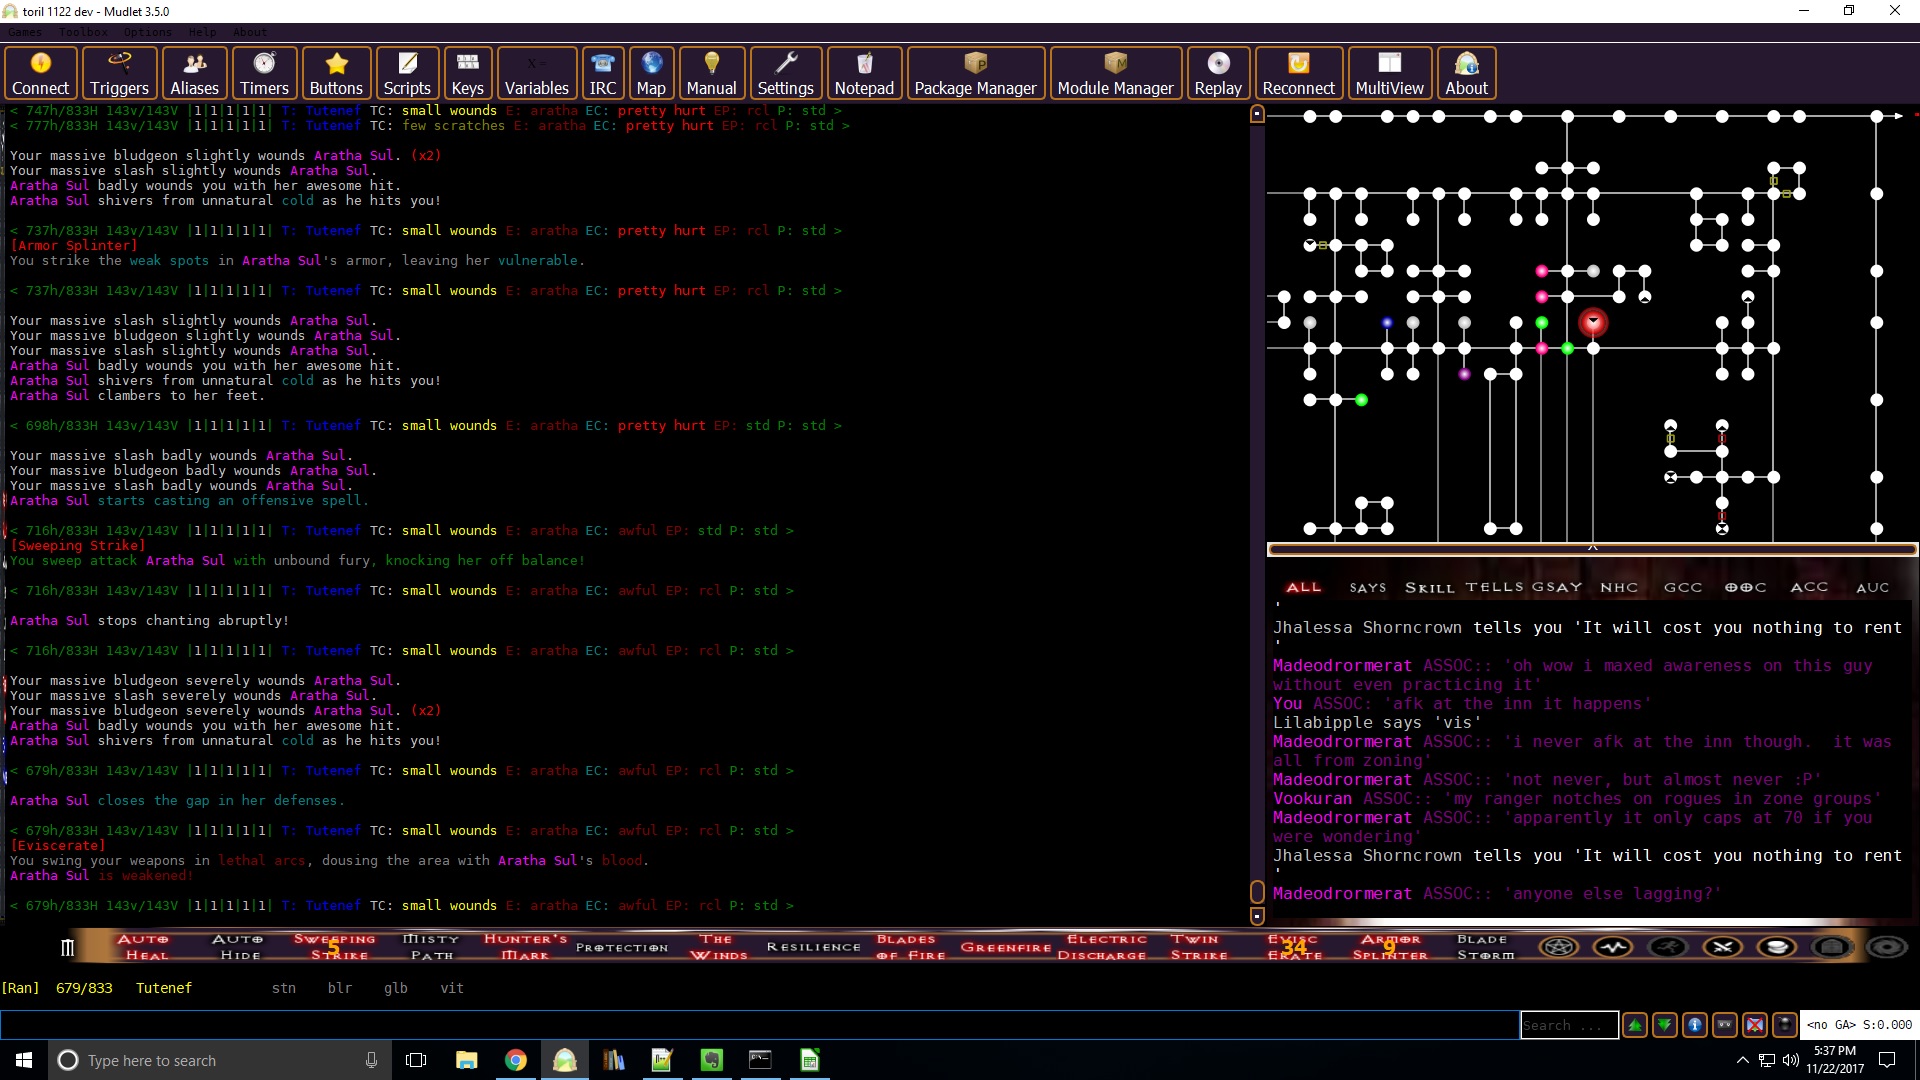 toril 1122 dev - Mudlet 3.5.0
Games Toolbox Options Help About
Connect Triggers Aliases Timers Buttons Scripts Keys Variables IRC Map Manual Settings Notepad Package Manager Module Manager Replay Reconnect MultiView About
< 747h/833H 143v/143V |1|1|1|1|1| T: Tutenef TC: small wounds E: aratha EC: pretty hurt EP: rcl P: std >
< 777h/833H 143v/143V |1|1|1|1|1| T: Tutenef TC: few scratches E: aratha EC: pretty hurt EP: rcl P: std >
Your massive bludgeon slightly wounds Aratha Sul. (x2)
Your massive slash slightly wounds Aratha Sul.
Aratha Sul badly wounds you with her awesome hit.
Aratha Sul shivers from unnatural cold as he hits you!
< 737h/833H 143v/143V |1|1|1|1|1| T: Tutenef TC: small wounds E: aratha EC: pretty hurt EP: rcl P: std >
[Armor Splinter]
You strike the weak spots in Aratha Sul's armor, leaving her vulnerable.
< 737h/833H 143v/143V |1|1|1|1|1| T: Tutenef TC: small wounds E: aratha EC: pretty hurt EP: rcl P: std >
Your massive slash slightly wounds Aratha Sul.
Your massive bludgeon slightly wounds Aratha Sul.
Your massive slash slightly wounds Aratha Sul.
Aratha Sul badly wounds you with her awesome hit.
Aratha Sul shivers from unnatural cold as he hits you!
Aratha Sul clambers to her feet.
< 698h/833H 143v/143V |1|1|1|1|1| T: Tutenef TC: small wounds E: aratha EC: pretty hurt EP: std P: std >
Your massive slash badly wounds Aratha Sul.
Your massive bludgeon badly wounds Aratha Sul.
Your massive slash badly wounds Aratha Sul.
Aratha Sul starts casting an offensive spell.
< 716h/833H 143v/143V |1|1|1|1|1| T: Tutenef TC: small wounds E: aratha EC: awful EP: std P: std >
[Sweeping Strike]
You sweep attack Aratha Sul with unbound fury, knocking her off balance!
< 716h/833H 143v/143V |1|1|1|1|1| T: Tutenef TC: small wounds E: aratha EC: awful EP: rcl P: std >
Aratha Sul stops chanting abruptly!
< 716h/833H 143v/143V |1|1|1|1|1| T: Tutenef TC: small wounds E: aratha EC: awful EP: rcl P: std >
Your massive bludgeon severely wounds Aratha Sul.
Your massive slash severely wounds Aratha Sul.
Your massive bludgeon severely wounds Aratha Sul. (x2)
Aratha Sul badly wounds you with her awesome hit.
Aratha Sul shivers from unnatural cold as he hits you!
< 679h/833H 143v/143V |1|1|1|1|1| T: Tutenef TC: small wounds E: aratha EC: awful EP: rcl P: std >
Aratha Sul closes the gap in her defenses.
< 679h/833H 143v/143V |1|1|1|1|1| T: Tutenef TC: small wounds E: aratha EC: awful EP: rcl P: std >
[Eviscerate]
You swing your weapons in lethal arcs, dousing the area with Aratha Sul's blood.
Aratha Sul is weakened!
< 679h/833H 143v/143V |1|1|1|1|1| T: Tutenef TC: small wounds E: aratha EC: awful EP: rcl P: std >
ALL SAYS SKILL TELLS GSAY NHC GCC OOC ACC AUC
'
Jhalessa Shorncrown tells you 'It will cost you nothing to rent
'
Madeodrormerat ASSOC:: 'oh wow i maxed awareness on this guy
without even practicing it'
You ASSOC: 'afk at the inn it happens'
Lilabipple says 'vis'
Madeodrormerat ASSOC:: 'i never afk at the inn though.  it was
all from zoning'
Madeodrormerat ASSOC:: 'not never, but almost never :P'
Vookuran ASSOC:: 'my ranger notches on rogues in zone groups'
Madeodrormerat ASSOC:: 'apparently it only caps at 70 if you
were wondering'
Jhalessa Shorncrown tells you 'It will cost you nothing to rent
'
Madeodrormerat ASSOC:: 'anyone else lagging?'
AUTO HEAL
AUTO HIDE
SWEEPING STRIKE 5
MISTY PATH
HUNTER'S MARK
PROTECTION
THE WINDS
RESILIENCE
BLADES OF FIRE
GREENFIRE
ELECTRIC DISCHARGE
TWIN STRIKE
EVISCERATE 34
ARMOR SPLINTER 9
BLADE STORM
[Ran] 679/833 Tutenef stn blr glb vit
Search ...
<no GA> S:0.000
Type here to search
5:37 PM
11/22/2017